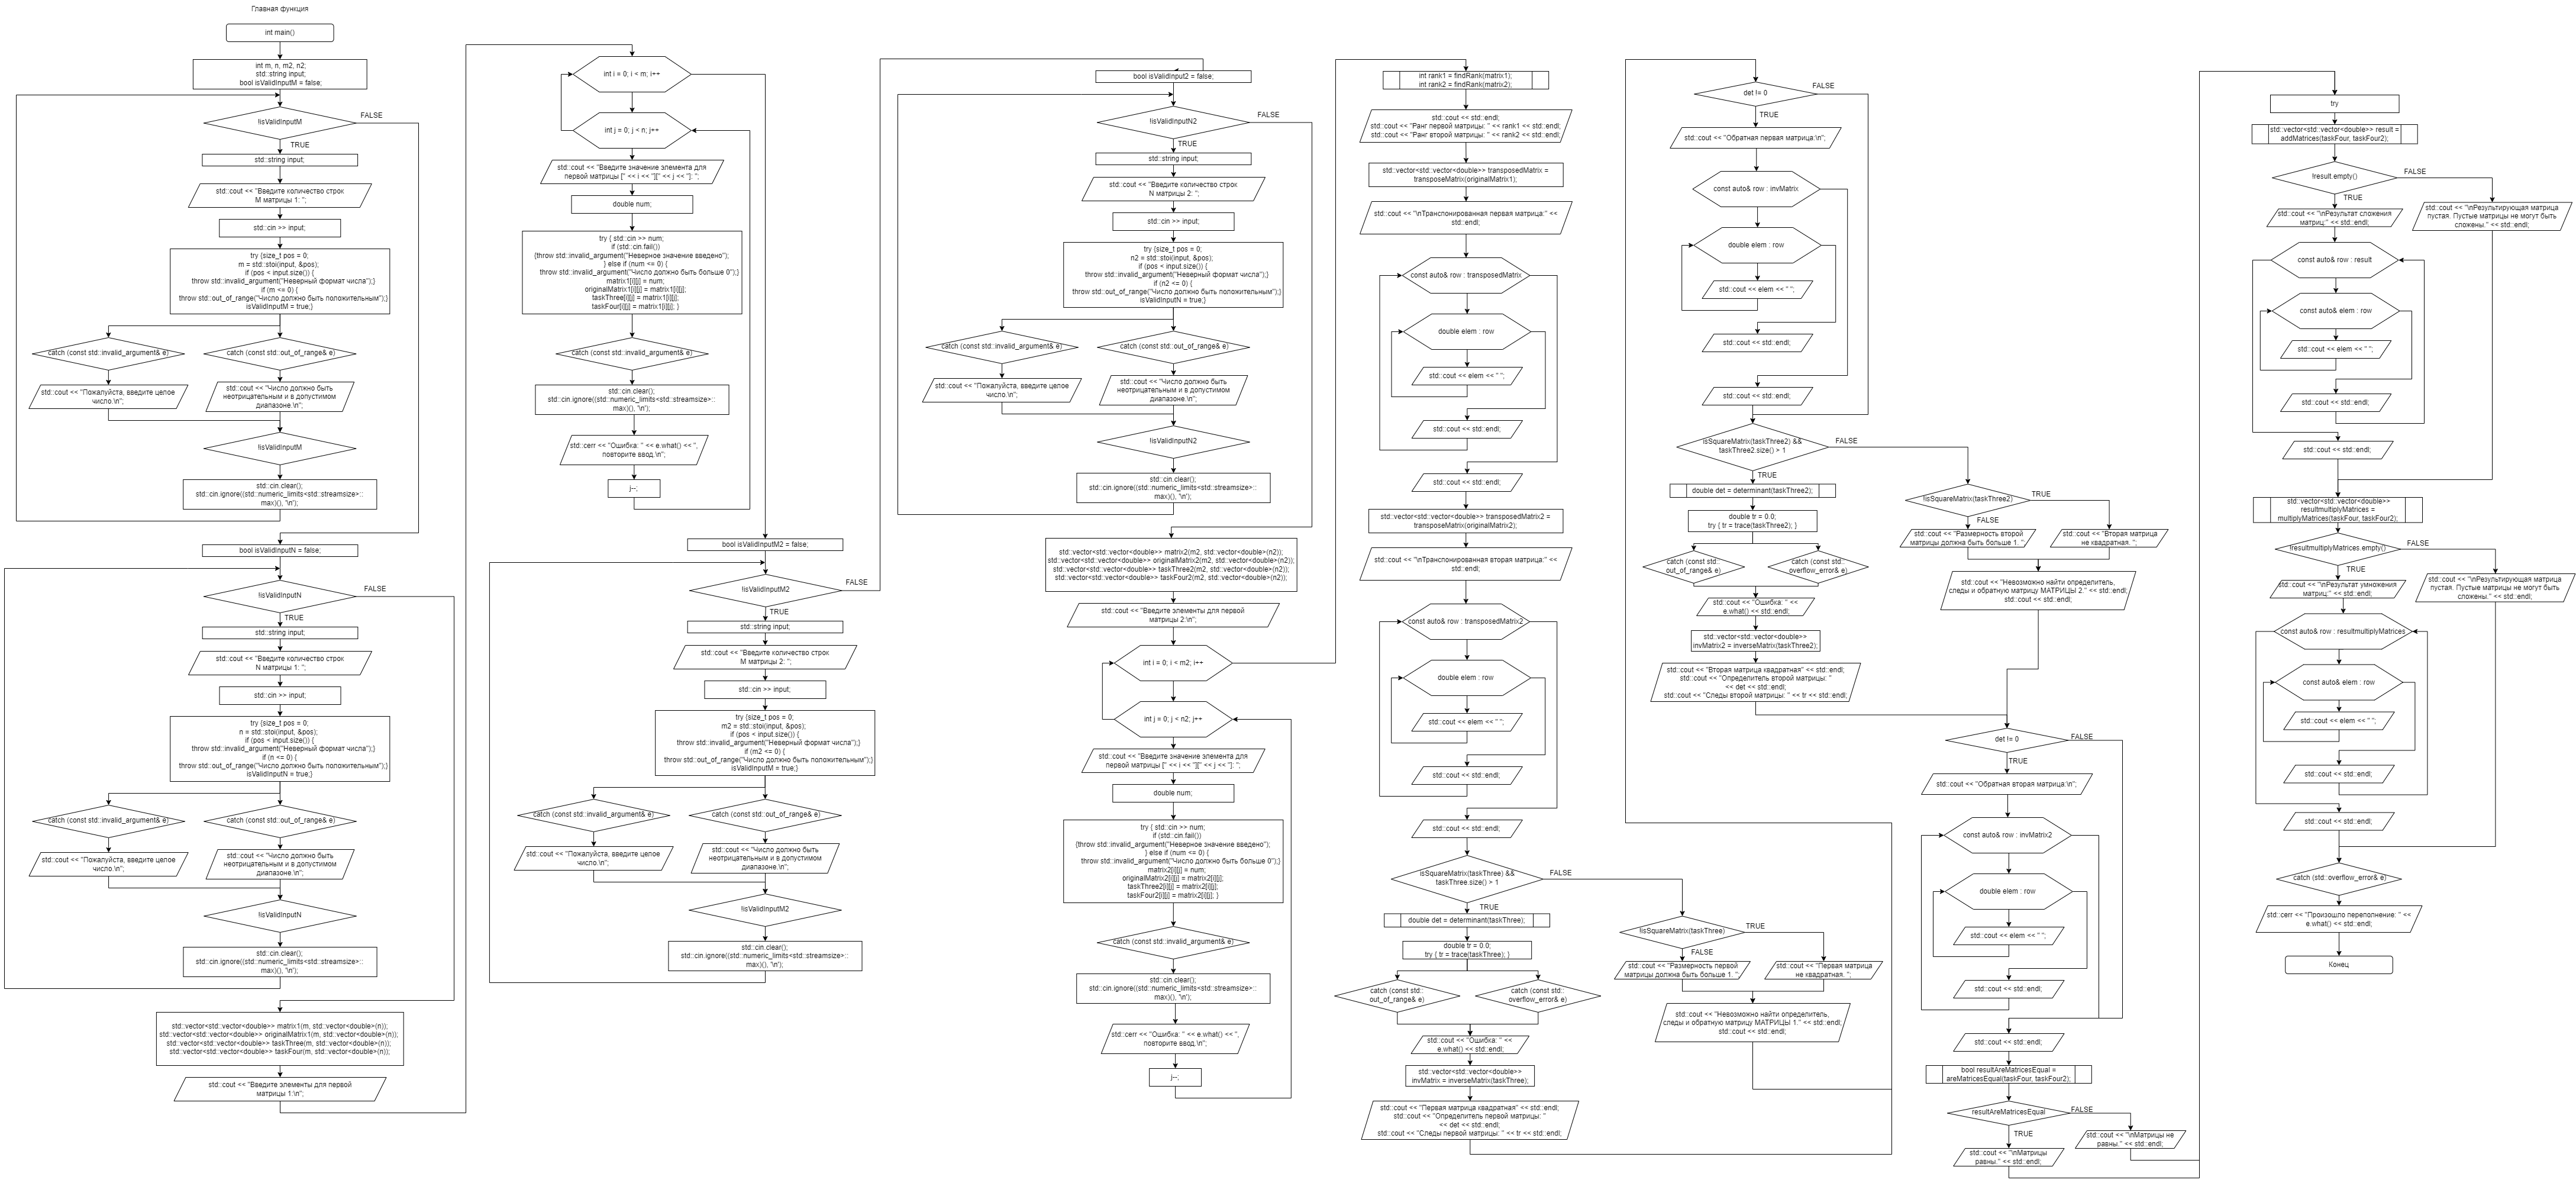 Главная функция
int main()
int m, n, m2, n2;
std::string input;
bool isValidInputM = false;
!isValidInputM
FALSE
TRUE
std::string input;
std::cout << "Введите количество строк
M матрицы 1: ";
std::cin >> input;
try {size_t pos = 0;
m = std::stoi(input, &pos);
if (pos < input.size()) {
throw std::invalid_argument("Неверный формат числа");}
if (m <= 0) {
throw std::out_of_range("Число должно быть положительным");}
isValidInputM = true;}
catch (const std::invalid_argument& e)
catch (const std::out_of_range& e)
std::cout << "Пожалуйста, введите целое
число.\n";
std::cout << "Число должно быть
неотрицательным и в допустимом
диапазоне.\n";
!isValidInputM
std::cin.clear();
std::cin.ignore((std::numeric_limits<std::streamsize>::
max)(), '\n');
bool isValidInputN = false;
!isValidInputN
FALSE
TRUE
std::string input;
std::cout << "Введите количество строк
N матрицы 1: ";
std::cin >> input;
try {size_t pos = 0;
n = std::stoi(input, &pos);
if (pos < input.size()) {
throw std::invalid_argument("Неверный формат числа");}
if (n <= 0) {
throw std::out_of_range("Число должно быть положительным");}
isValidInputN = true;}
catch (const std::invalid_argument& e)
catch (const std::out_of_range& e)
std::cout << "Пожалуйста, введите целое
число.\n";
std::cout << "Число должно быть
неотрицательным и в допустимом
диапазоне.\n";
!isValidInputN
std::cin.clear();
std::cin.ignore((std::numeric_limits<std::streamsize>::
max)(), '\n');
std::vector<std::vector<double>> matrix1(m, std::vector<double>(n));
std::vector<std::vector<double>> originalMatrix1(m, std::vector<double>(n));
std::vector<std::vector<double>> taskThree(m, std::vector<double>(n));
std::vector<std::vector<double>> taskFour(m, std::vector<double>(n));
std::cout << "Введите элементы для первой
матрицы 1:\n";
int i = 0; i < m; i++
int j = 0; j < n; j++
std::cout << "Введите значение элемента для
первой матрицы [" << i << "][" << j << "]: ";
double num;
try { std::cin >> num;
if (std::cin.fail())
{throw std::invalid_argument("Неверное значение введено");
} else if (num <= 0) {
throw std::invalid_argument("Число должно быть больше 0");}
matrix1[i][j] = num;
originalMatrix1[i][j] = matrix1[i][j];
taskThree[i][j] = matrix1[i][j];
taskFour[i][j] = matrix1[i][j]; }
catch (const std::invalid_argument& e)
std::cin.clear();
std::cin.ignore((std::numeric_limits<std::streamsize>::
max)(), '\n');
std::cerr << "Ошибка: " << e.what() << ",
повторите ввод.\n";
j--;
bool isValidInputM2 = false;
!isValidInputM2
FALSE
TRUE
std::string input;
std::cout << "Введите количество строк
M матрицы 2: ";
std::cin >> input;
try {size_t pos = 0;
m2 = std::stoi(input, &pos);
if (pos < input.size()) {
throw std::invalid_argument("Неверный формат числа");}
if (m2 <= 0) {
throw std::out_of_range("Число должно быть положительным");}
isValidInputM = true;}
catch (const std::invalid_argument& e)
catch (const std::out_of_range& e)
std::cout << "Пожалуйста, введите целое
число.\n";
std::cout << "Число должно быть
неотрицательным и в допустимом
диапазоне.\n";
!isValidInputM2
std::cin.clear();
std::cin.ignore((std::numeric_limits<std::streamsize>::
max)(), '\n');
bool isValidInput2 = false;
!isValidInputN2
FALSE
TRUE
std::string input;
std::cout << "Введите количество строк
N матрицы 2: ";
std::cin >> input;
try {size_t pos = 0;
n2 = std::stoi(input, &pos);
if (pos < input.size()) {
throw std::invalid_argument("Неверный формат числа");}
if (n2 <= 0) {
throw std::out_of_range("Число должно быть положительным");}
isValidInputN = true;}
catch (const std::invalid_argument& e)
catch (const std::out_of_range& e)
std::cout << "Пожалуйста, введите целое
число.\n";
std::cout << "Число должно быть
неотрицательным и в допустимом
диапазоне.\n";
!isValidInputN2
std::cin.clear();
std::cin.ignore((std::numeric_limits<std::streamsize>::
max)(), '\n');
std::vector<std::vector<double>> matrix2(m2, std::vector<double>(n2));
std::vector<std::vector<double>> originalMatrix2(m2, std::vector<double>(n2));
std::vector<std::vector<double>> taskThree2(m2, std::vector<double>(n2));
std::vector<std::vector<double>> taskFour2(m2, std::vector<double>(n2));
std::cout << "Введите элементы для первой
матрицы 2:\n";
int i = 0; i < m2; i++
int j = 0; j < n2; j++
std::cout << "Введите значение элемента для
первой матрицы [" << i << "][" << j << "]: ";
double num;
try { std::cin >> num;
if (std::cin.fail())
{throw std::invalid_argument("Неверное значение введено");
} else if (num <= 0) {
throw std::invalid_argument("Число должно быть больше 0");}
matrix2[i][j] = num;
originalMatrix2[i][j] = matrix2[i][j];
taskThree2[i][j] = matrix2[i][j];
taskFour2[i][j] = matrix2[i][j]; }
catch (const std::invalid_argument& e)
std::cin.clear();
std::cin.ignore((std::numeric_limits<std::streamsize>::
max)(), '\n');
std::cerr << "Ошибка: " << e.what() << ",
повторите ввод.\n";
j--;
int rank1 = findRank(matrix1);
int rank2 = findRank(matrix2);
std::cout << std::endl;
std::cout << "Ранг первой матрицы: " << rank1 << std::endl;
std::cout << "Ранг второй матрицы: " << rank2 << std::endl;
std::vector<std::vector<double>> transposedMatrix =
transposeMatrix(originalMatrix1);
std::cout << "\nТранспонированная первая матрица:" <<
std::endl;
const auto& row : transposedMatrix
double elem : row
std::cout << elem << " ";
std::cout << std::endl;
std::cout << std::endl;
std::vector<std::vector<double>> transposedMatrix2 =
transposeMatrix(originalMatrix2);
std::cout << "\nТранспонированная вторая матрица:" <<
std::endl;
const auto& row : transposedMatrix2
double elem : row
std::cout << elem << " ";
std::cout << std::endl;
std::cout << std::endl;
isSquareMatrix(taskThree) &&
taskThree.size() > 1
FALSE
TRUE
double det = determinant(taskThree);
double tr = 0.0;
try { tr = trace(taskThree); }
catch (const std::
out_of_range& e)
catch (const std::
overflow_error& e)
std::cout << "Ошибка: " <<
e.what() << std::endl;
std::vector<std::vector<double>>
invMatrix = inverseMatrix(taskThree);
std::cout << "Первая матрица квадратная" << std::endl;
std::cout << "Определитель первой матрицы: "
<< det << std::endl;
std::cout << "Следы первой матрицы: " << tr << std::endl;
!isSquareMatrix(taskThree)
TRUE
FALSE
std::cout << "Размерность первой
матрицы должна быть больше 1. ";
std::cout << "Первая матрица
не квадратная. ";
std::cout << "Невозможно найти определитель,
следы и обратную матрицу МАТРИЦЫ 1." << std::endl;
std::cout << std::endl;
det != 0
FALSE
TRUE
std::cout << "Обратная первая матрица:\n";
const auto& row : invMatrix
double elem : row
std::cout << elem << " ";
std::cout << std::endl;
std::cout << std::endl;
isSquareMatrix(taskThree2) &&
taskThree2.size() > 1
FALSE
TRUE
double det = determinant(taskThree2);
double tr = 0.0;
try { tr = trace(taskThree2); }
catch (const std::
out_of_range& e)
catch (const std::
overflow_error& e)
std::cout << "Ошибка: " <<
e.what() << std::endl;
std::vector<std::vector<double>>
invMatrix2 = inverseMatrix(taskThree2);
std::cout << "Вторая матрица квадратная" << std::endl;
std::cout << "Определитель второй матрицы: "
<< det << std::endl;
std::cout << "Следы второй матрицы: " << tr << std::endl;
!isSquareMatrix(taskThree2)
TRUE
FALSE
std::cout << "Размерность второй
матрицы должна быть больше 1. ";
std::cout << "Вторая матрица
не квадратная. ";
std::cout << "Невозможно найти определитель,
следы и обратную матрицу МАТРИЦЫ 2." << std::endl;
std::cout << std::endl;
det != 0
FALSE
TRUE
std::cout << "Обратная вторая матрица:\n";
const auto& row : invMatrix2
double elem : row
std::cout << elem << " ";
std::cout << std::endl;
std::cout << std::endl;
bool resultAreMatricesEqual =
areMatricesEqual(taskFour, taskFour2);
resultAreMatricesEqual
FALSE
TRUE
std::cout << "\nМатрицы не
равны." << std::endl;
std::cout << "\nМатрицы
равны." << std::endl;
try
std::vector<std::vector<double>> result =
addMatrices(taskFour, taskFour2);
!result.empty()
FALSE
TRUE
std::cout << "\nРезультат сложения
матриц:" << std::endl;
std::cout << "\nРезультирующая матрица
пустая. Пустые матрицы не могут быть
сложены." << std::endl;
const auto& row : result
const auto& elem : row
std::cout << elem << " ";
std::cout << std::endl;
std::cout << std::endl;
std::vector<std::vector<double>>
resultmultiplyMatrices =
multiplyMatrices(taskFour, taskFour2);
!resultmultiplyMatrices.empty()
FALSE
TRUE
std::cout << "\nРезультат умножения
матриц:" << std::endl;
std::cout << "\nРезультирующая матрица
пустая. Пустые матрицы не могут быть
сложены." << std::endl;
const auto& row : resultmultiplyMatrices
const auto& elem : row
std::cout << elem << " ";
std::cout << std::endl;
std::cout << std::endl;
catch (std::overflow_error& e)
std::cerr << "Произошло переполнение: " <<
e.what() << std::endl;
Конец